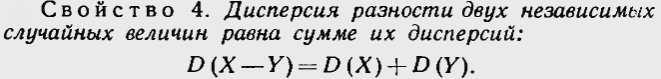 Свойство 4. Дисперсия разности двух независимых
случайных величин равна сумме их дисперсий:
D (X — Y) = D (X) + D (Y).